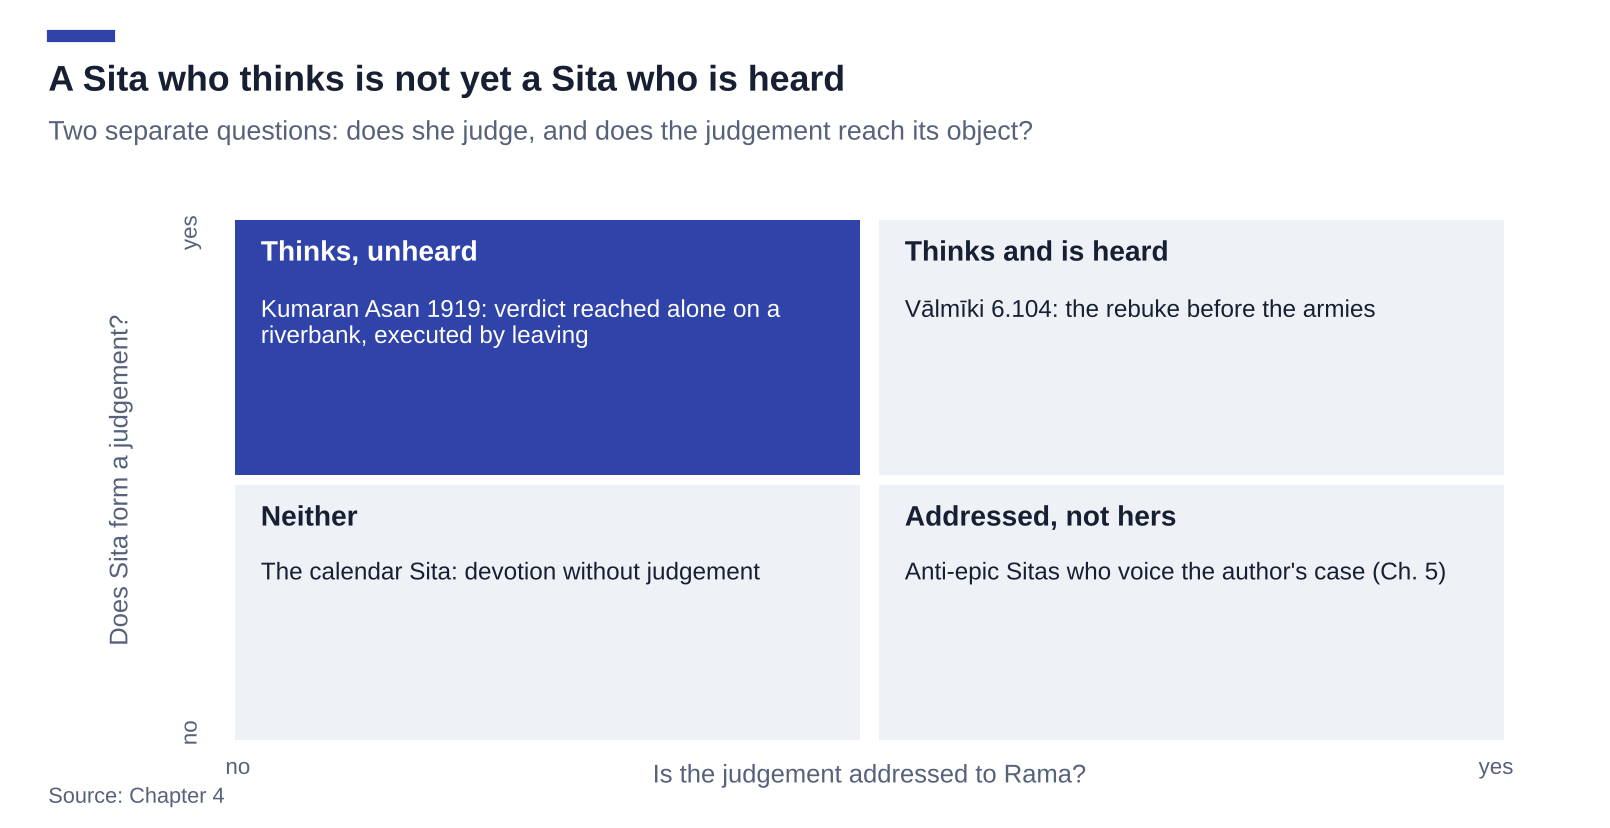 A Sita who thinks is not yet a Sita who is heard
Two separate questions: does she judge, and does the judgement reach its object?
Does Sita form a judgement?
yes
no
Thinks, unheard
Kumaran Asan 1919: verdict reached alone on a
riverbank, executed by leaving
Thinks and is heard
Vālmīki 6.104: the rebuke before the armies
Neither
The calendar Sita: devotion without judgement
Addressed, not hers
Anti-epic Sitas who voice the author's case (Ch. 5)
no
Is the judgement addressed to Rama?
yes
Source: Chapter 4